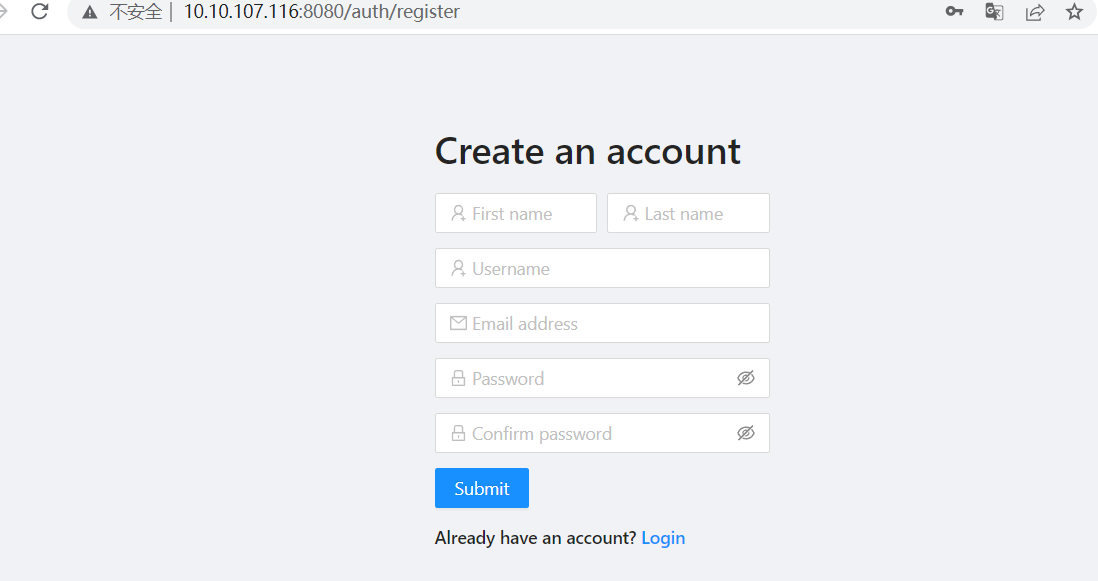 不安全 | 10.10.107.116:8080/auth/register
Create an account
First name Last name
Username
Email address
Password
Confirm password
Submit
Already have an account? Login